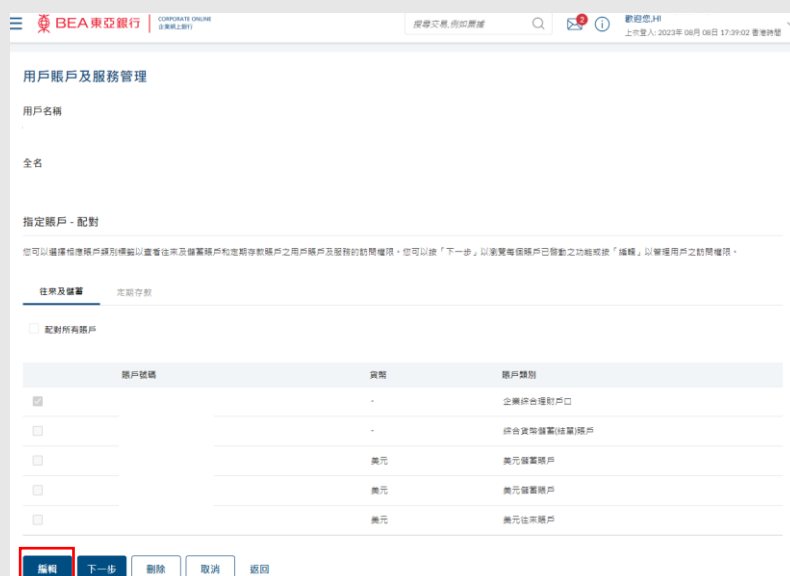 BEA東亞銀行 CORPORATE ONLINE 企業網上銀行
搜尋交易,例如票據
2
歡迎您,HI
上次登入: 2023年 08月 08日 17:39:02 香港時間
用戶賬戶及服務管理
用戶名稱
全名
指定賬戶 - 配對
您可以選擇相應賬戶類別標籤以查看往來及儲蓄賬戶和定期存款賬戶之用戶賬戶及服務的訪問權限。您可以按「下一步」以瀏覽每個賬戶已啓動之功能或按「編輯」以管理用戶之訪問權限。
往來及儲蓄 定期存款
配對所有賬戶
賬戶號碼 貨幣 賬戶類別
- 企業綜合理財戶口
- 綜合貨幣儲蓄(結單)賬戶
美元 美元儲蓄賬戶
美元 美元儲蓄賬戶
美元 美元往來賬戶
編輯 下一步 刪除 取消 返回